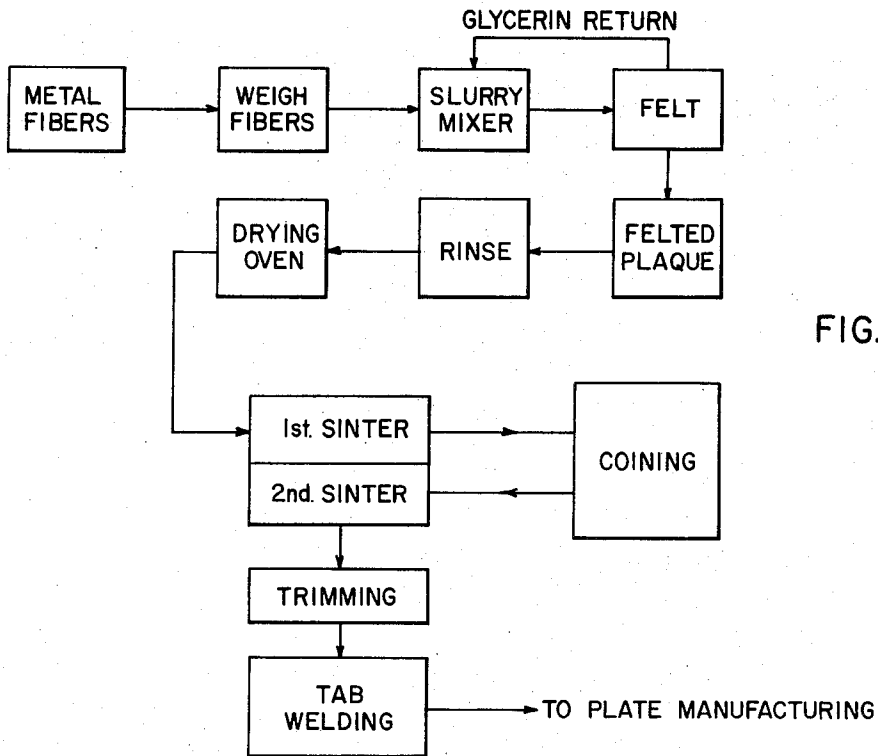 GLYCERIN RETURN
METAL
FIBERS
WEIGH
FIBERS
SLURRY
MIXER
FELT
DRYING
OVEN
RINSE
FELTED
PLAQUE
FIG.
1st. SINTER
COINING
2nd. SINTER
TRIMMING
TAB
WELDING
TO PLATE MANUFACTURING